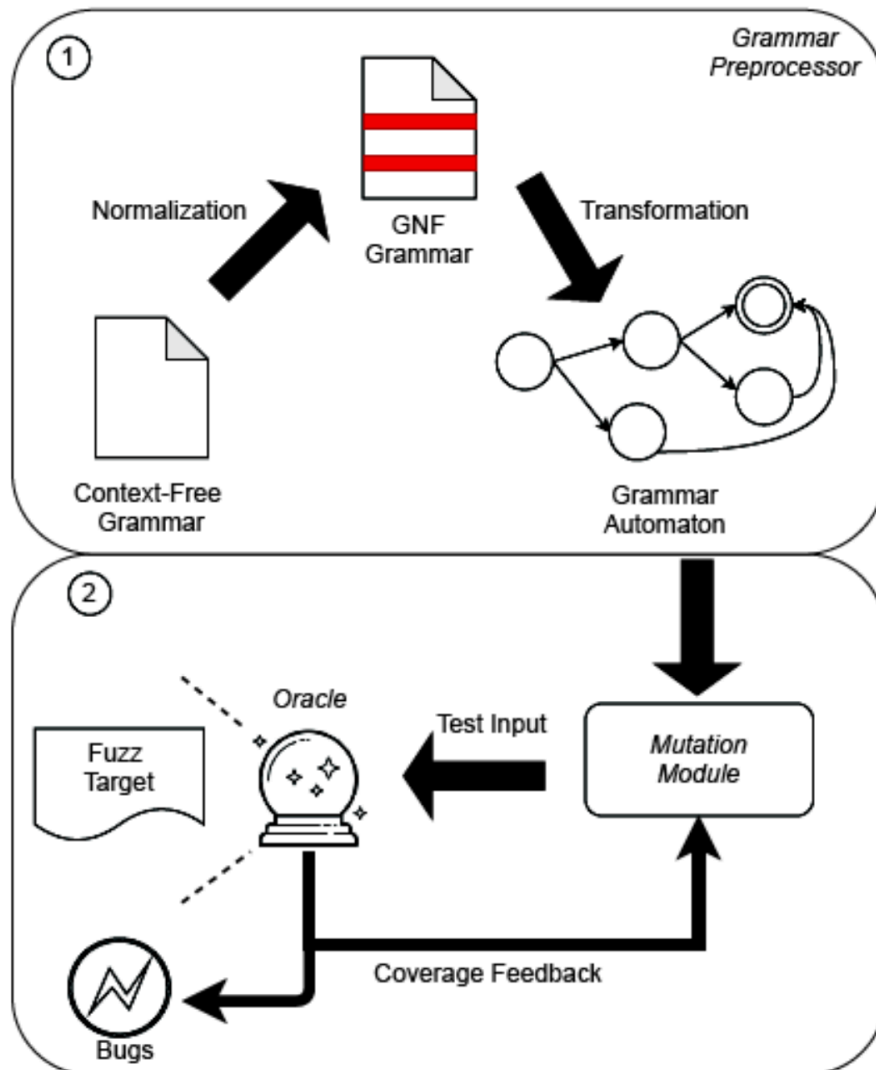 1
Grammar
Preprocessor
Normalization
GNF
Grammar
Transformation
Context-Free
Grammar
Grammar
Automaton
2
Oracle
Test Input
Fuzz
Target
Mutation
Module
Coverage Feedback
Bugs